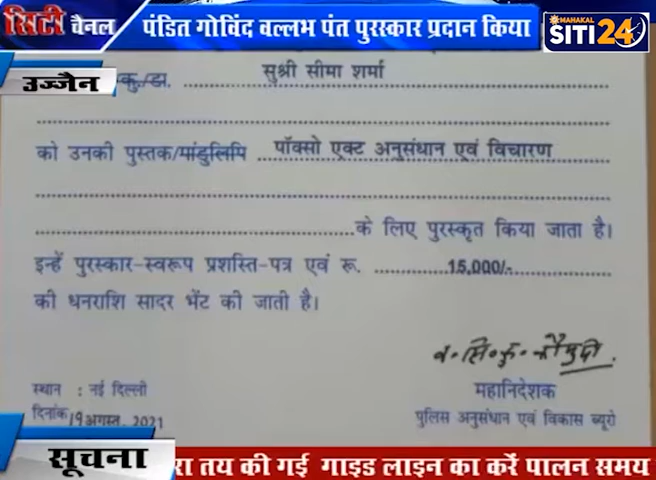 सिटी चैनल
पंडित गोविंद वल्लभ पंत पुरस्कार प्रदान किया
MAHAKAL
SITI24
उज्जैन
कु./डा. सुश्री सीमा शर्मा
को उनकी पुस्तक/पांडुलिपि पॉक्सो एक्ट अनुसंधान एवं विचारण
के लिए पुरस्कृत किया जाता है।
इन्हें पुरस्कार-स्वरूप प्रशस्ति-पत्र एवं रू. 15,000/-
की धनराशि सादर भेंट की जाती है।
व. सि. कु. कौमुदी
महानिदेशक
पुलिस अनुसंधान एवं विकास ब्यूरो
स्थान : नई दिल्ली
दिनांक 19 अगस्त, 2021
सूचना
रा तय की गई गाइड लाइन का करें पालन समय